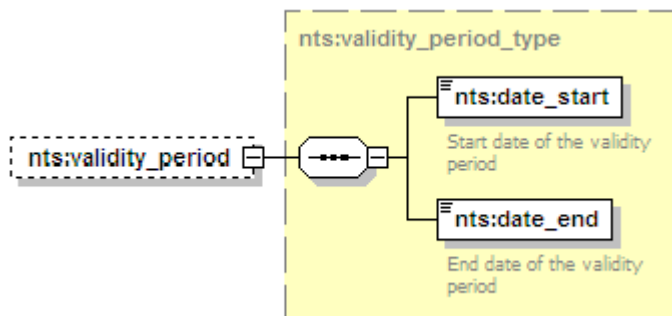 nts:validity_period_type
nts:date_start
Start date of the validity
period
nts:validity_period
nts:date_end
End date of the validity
period